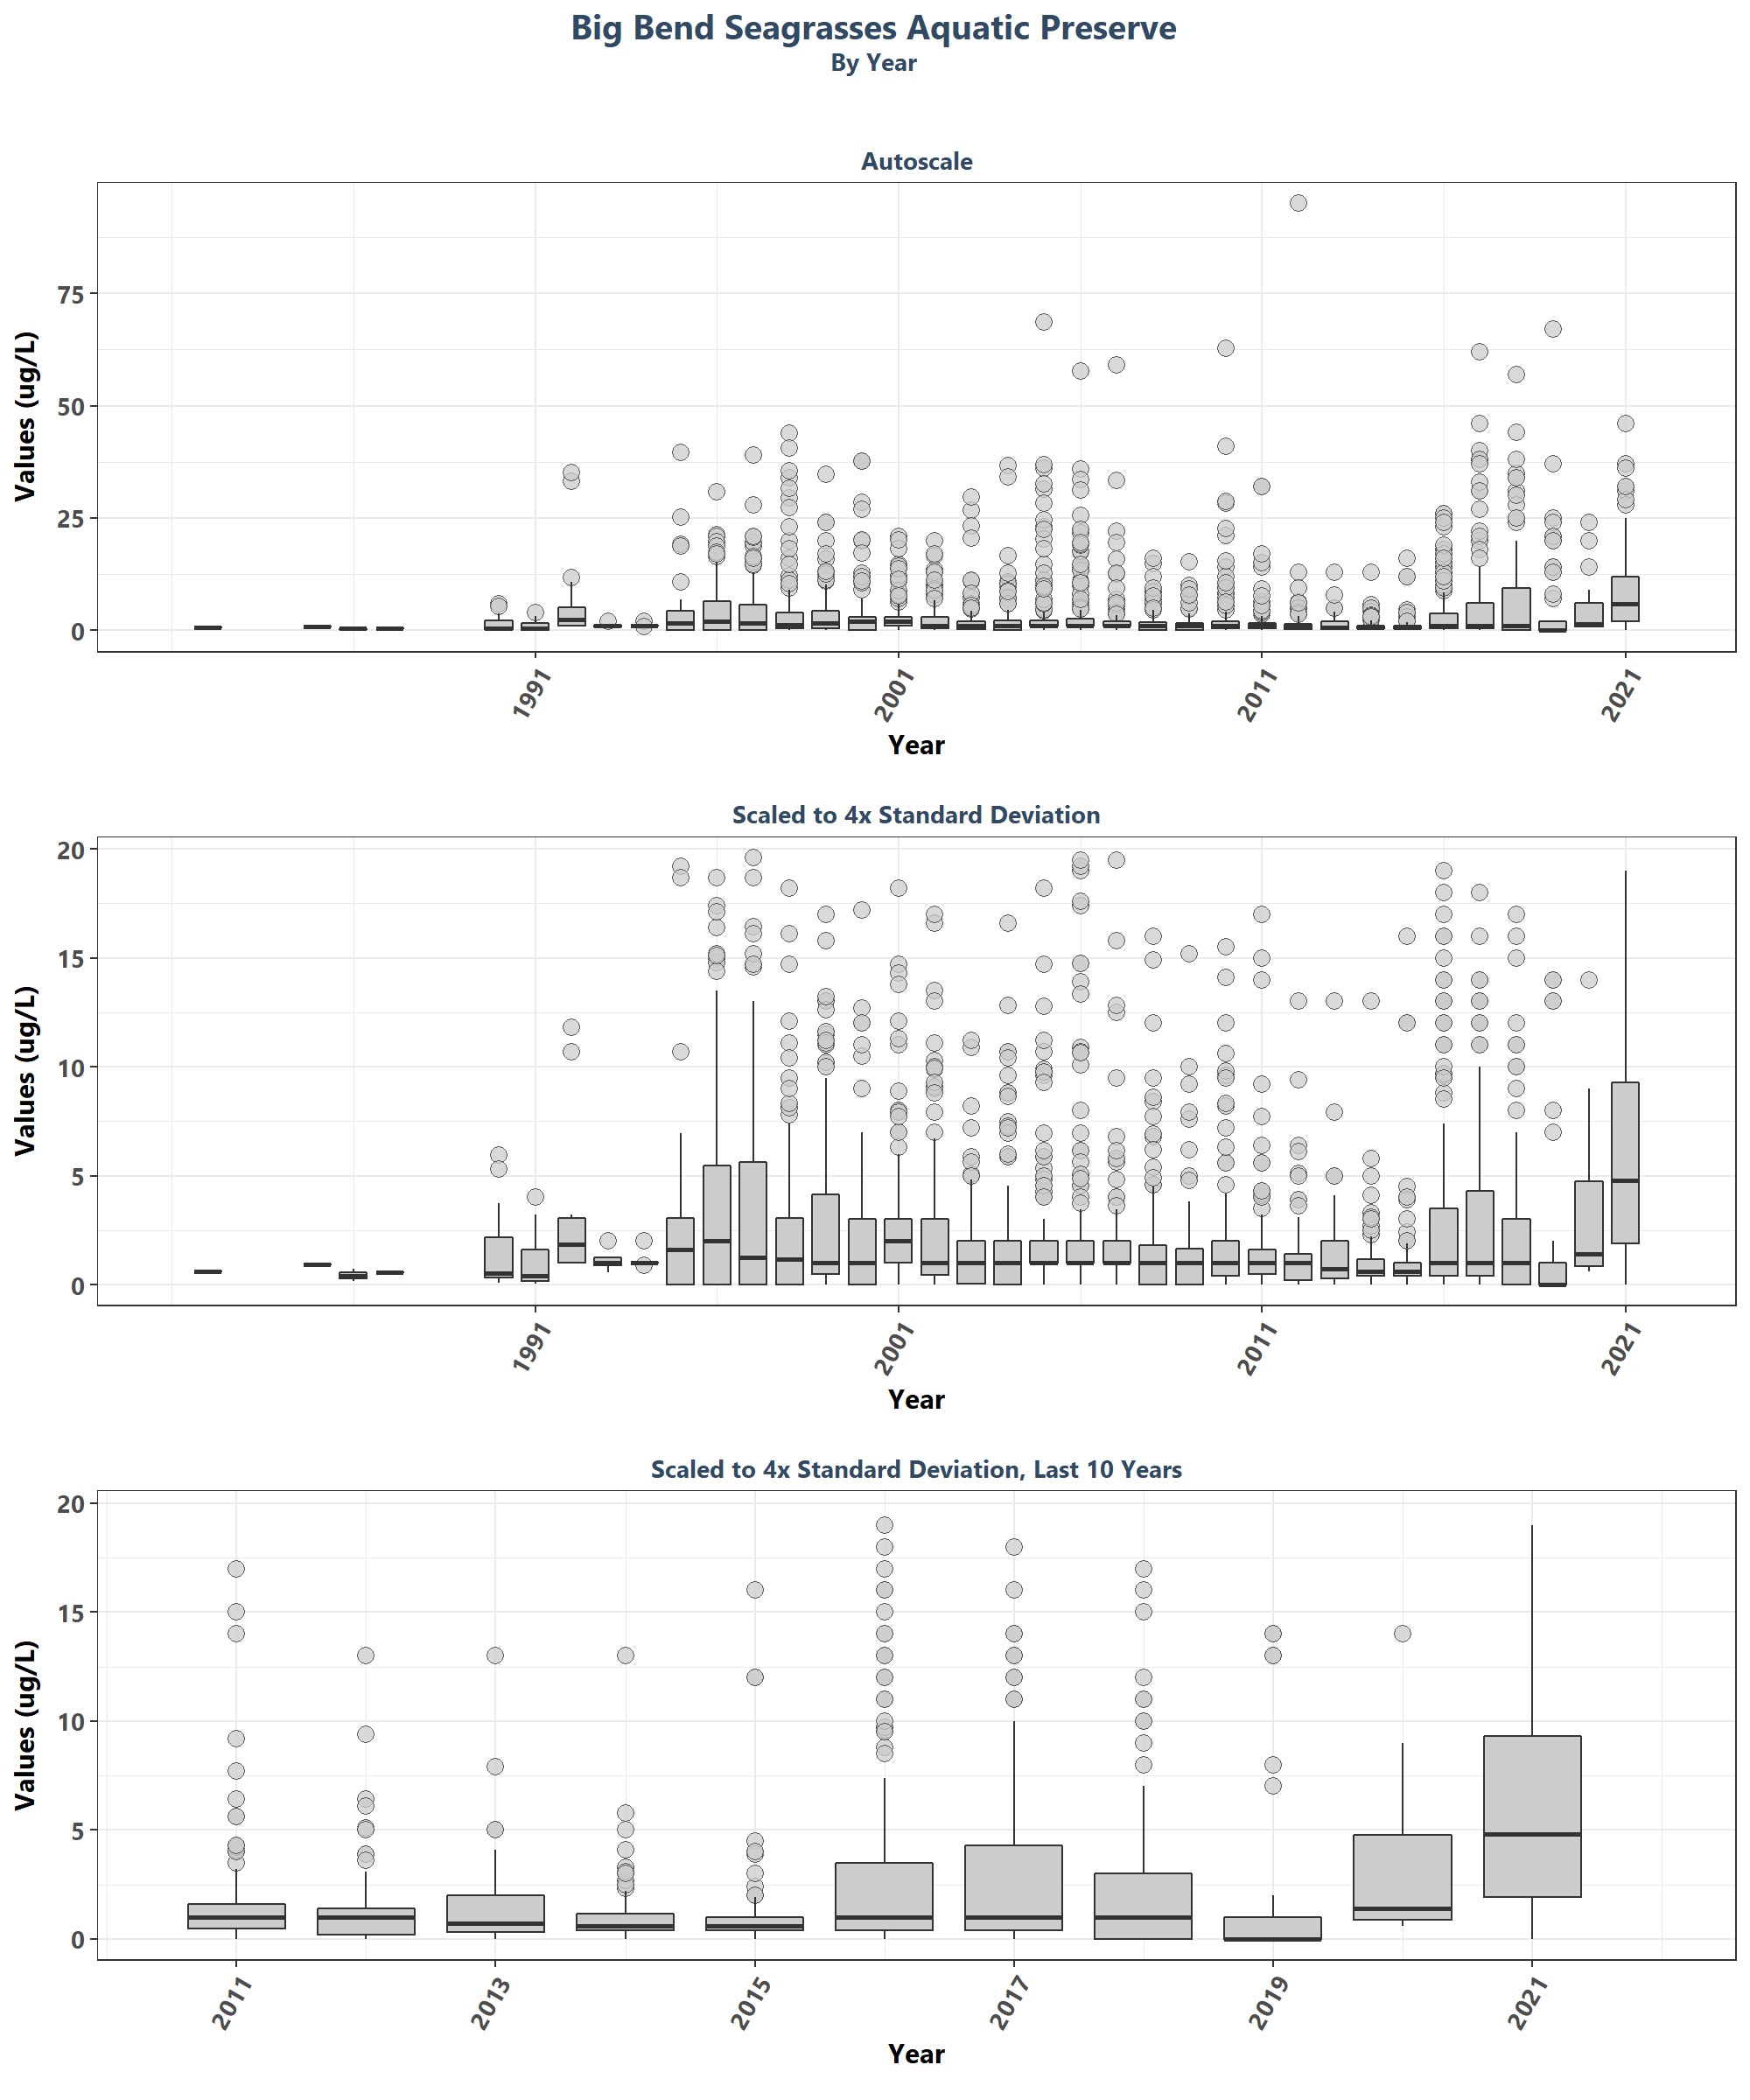 Big Bend Seagrasses Aquatic Preserve
By Year
Autoscale
Values (ug/L)
75
50
25
0
1991
2001
2011
2021
Year
Scaled to 4x Standard Deviation
Values (ug/L)
20
15
10
5
0
1991
2001
2011
2021
Year
Scaled to 4x Standard Deviation, Last 10 Years
Values (ug/L)
20
15
10
5
0
2011
2013
2015
2017
2019
2021
Year